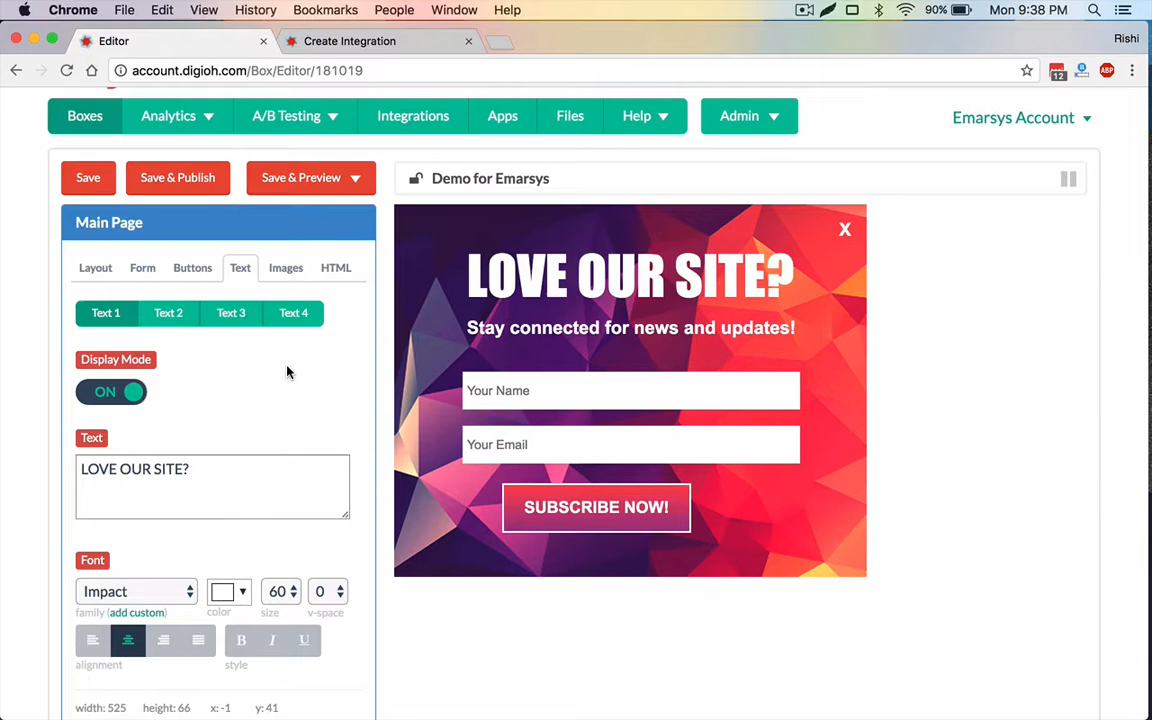 Chrome File Edit View History Bookmarks People Window Help 90% Mon 9:38 PM
Editor × Create Integration × Rishi
account.digioh.com/Box/Editor/181019 12 ABP
Boxes Analytics A/B Testing Integrations Apps Files Help Admin Emarsys Account
Save Save & Publish Save & Preview Demo for Emarsys
Main Page
X
Layout Form Buttons Text Images HTML
LOVE OUR SITE?
Text 1 Text 2 Text 3 Text 4
Stay connected for news and updates!
Display Mode
ON
Your Name
Text
Your Email
LOVE OUR SITE?
SUBSCRIBE NOW!
Font
Impact 60 0
family (add custom) color size v-space
B I U
alignment style
width: 525 height: 66 x: -1 y: 41